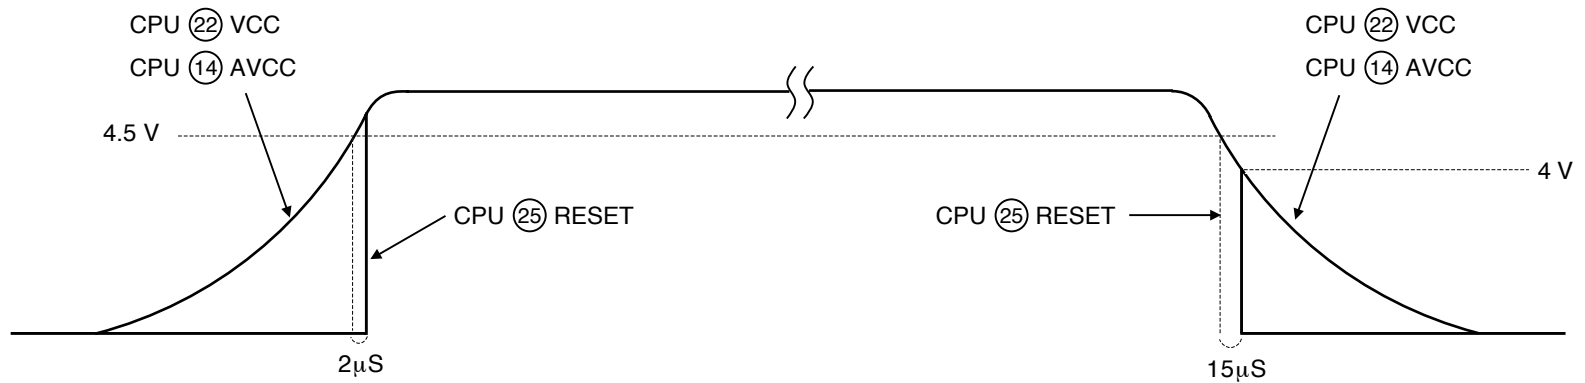 CPU 22 VCC
CPU 14 AVCC
CPU 22 VCC
CPU 14 AVCC
4.5 V
4 V
CPU 25 RESET
CPU 25 RESET
2μS
15μS